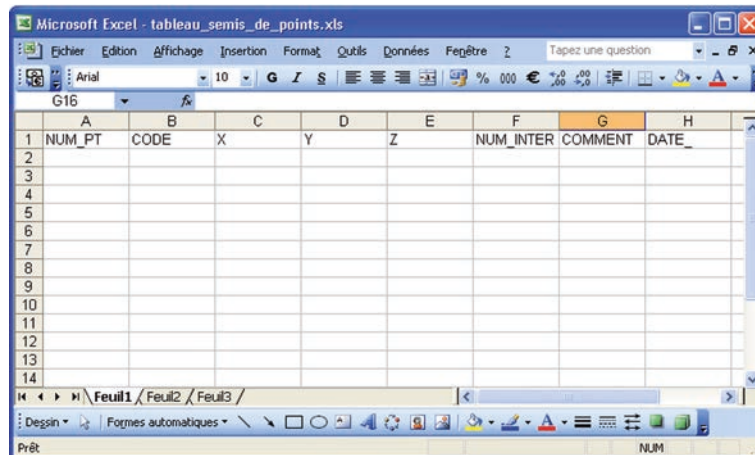 Microsoft Excel - tableau_semis_de_points.xls
Fichier Edition Affichage Insertion Format Outils Données Fenêtre ? Tapez une question
Arial 10 G I S % 000 €
G16 fx
A B C D E F G H
1 NUM_PT CODE X Y Z NUM_INTER COMMENT DATE_
2
3
4
5
6
7
8
9
10
11
12
13
14
Feuil1 Feuil2 Feuil3
Dessin Formes automatiques
Prêt NUM